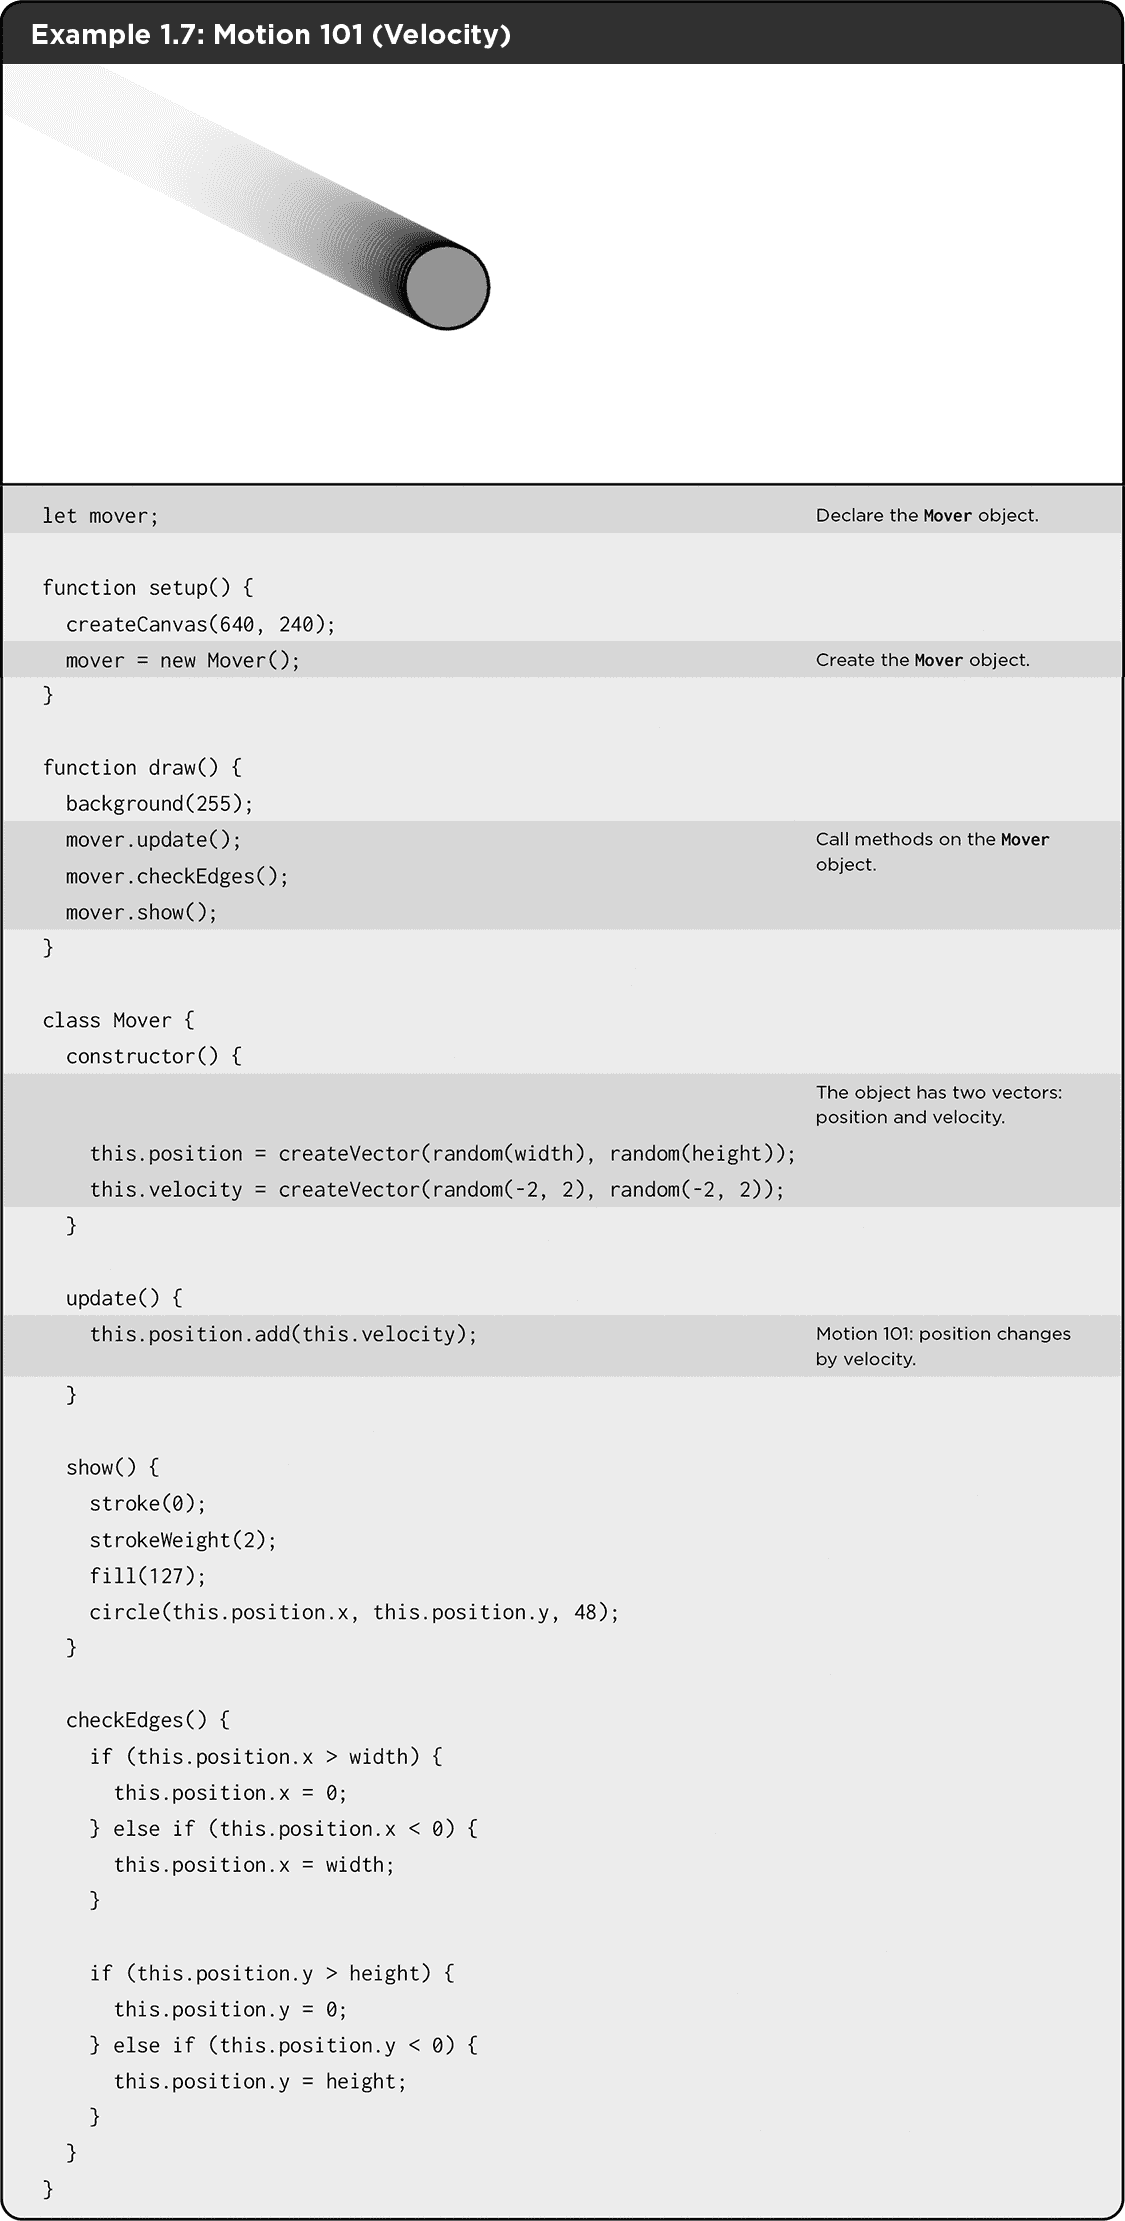 Example 1.7: Motion 101 (Velocity)
let mover;
Declare the Mover object.
function setup() {
createCanvas(640, 240);
mover = new Mover();
Create the Mover object.
}
function draw() {
background(255);
mover.update();
Call methods on the Mover
object.
mover.checkEdges();
mover.show();
}
class Mover {
constructor() {
The object has two vectors:
position and velocity.
this.position = createVector(random(width), random(height));
this.velocity = createVector(random(-2, 2), random(-2, 2));
}
update() {
this.position.add(this.velocity);
Motion 101: position changes
by velocity.
}
show() {
stroke(0);
strokeWeight(2);
fill(127);
circle(this.position.x, this.position.y, 48);
}
checkEdges() {
if (this.position.x > width) {
this.position.x = 0;
} else if (this.position.x < 0) {
this.position.x = width;
}
if (this.position.y > height) {
this.position.y = 0;
} else if (this.position.y < 0) {
this.position.y = height;
}
}
}